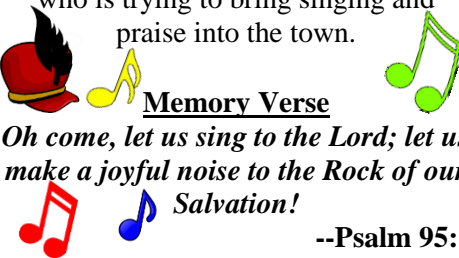 who is trying to bring singing and
praise into the town.
Memory Verse
Oh come, let us sing to the Lord; let
make a joyful noise to the Rock of
Salvation!
--Psalm 95: